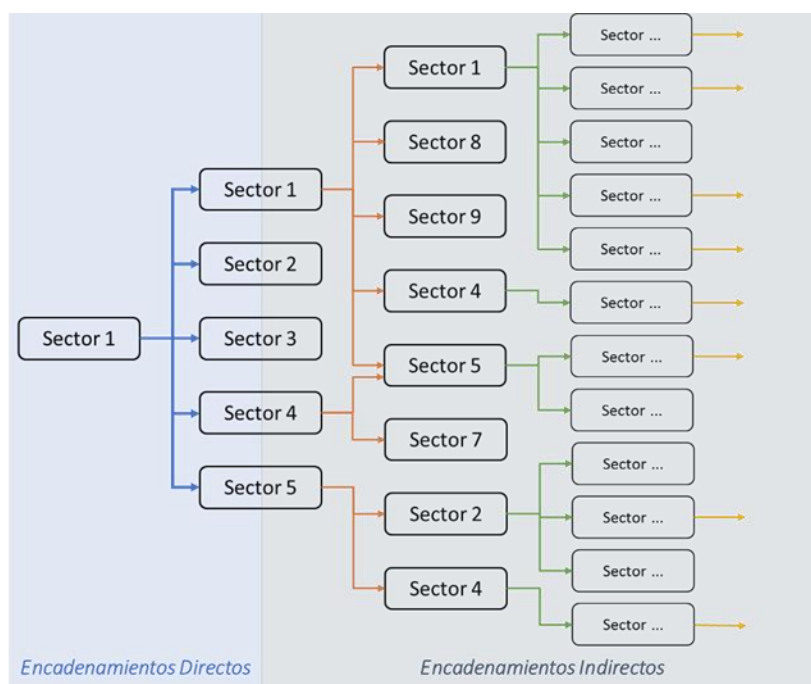 Sector 1
Sector 1
Sector 2
Sector 3
Sector 4
Sector 5
Sector 1
Sector 8
Sector 9
Sector 4
Sector 5
Sector 7
Sector 2
Sector 4
Sector ...
Sector ...
Sector ...
Sector ...
Sector ...
Sector ...
Sector ...
Sector ...
Sector ...
Sector ...
Sector ...
Sector ...
Encadenamientos Directos
Encadenamientos Indirectos